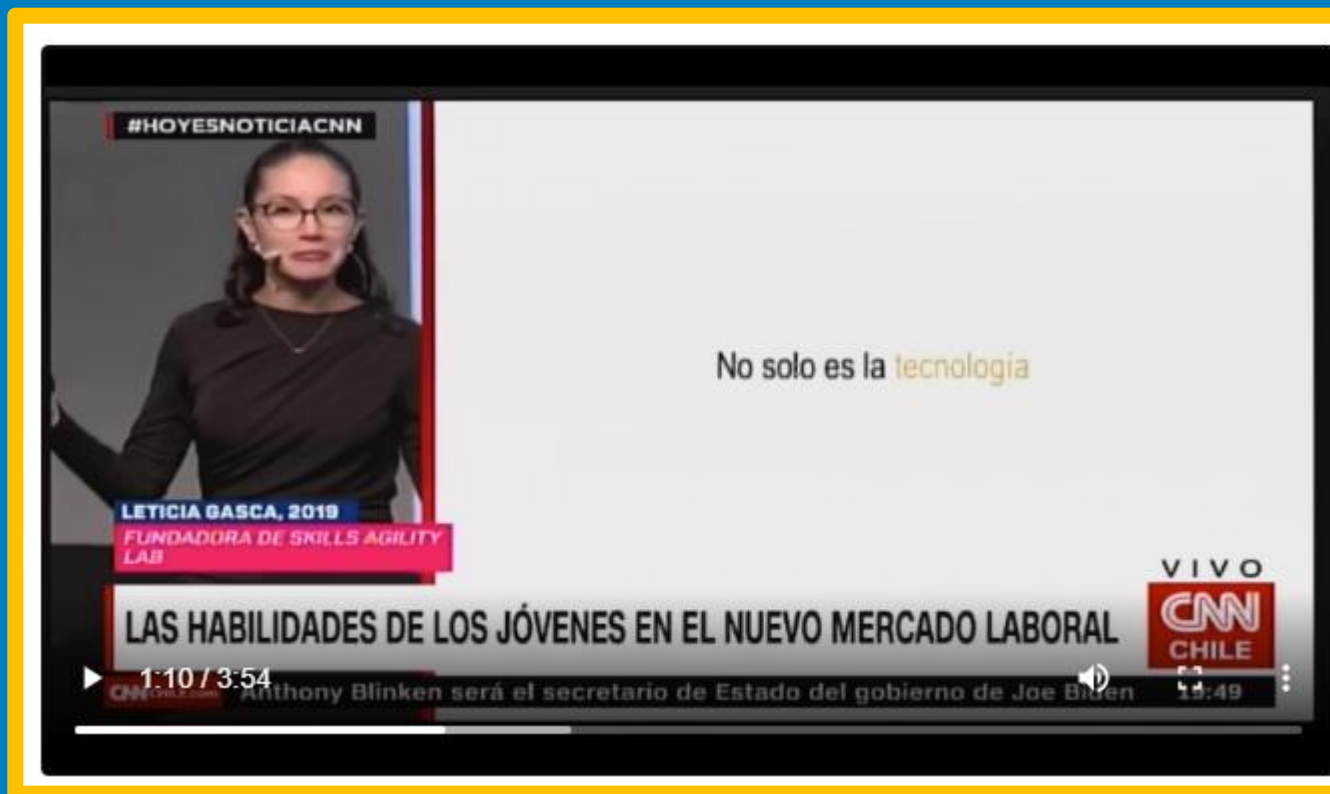 #HOYESNOTICIACNN
No solo es la tecnología
LETICIA GASCA, 2019
FUNDADORA DE SKILLS AGILITY
LAB
VIVO
CNN
CHILE
LAS HABILIDADES DE LOS JÓVENES EN EL NUEVO MERCADO LABORAL
1:10 / 3:54
Anthony Blinken será el secretario de Estado del gobierno de Joe Biden